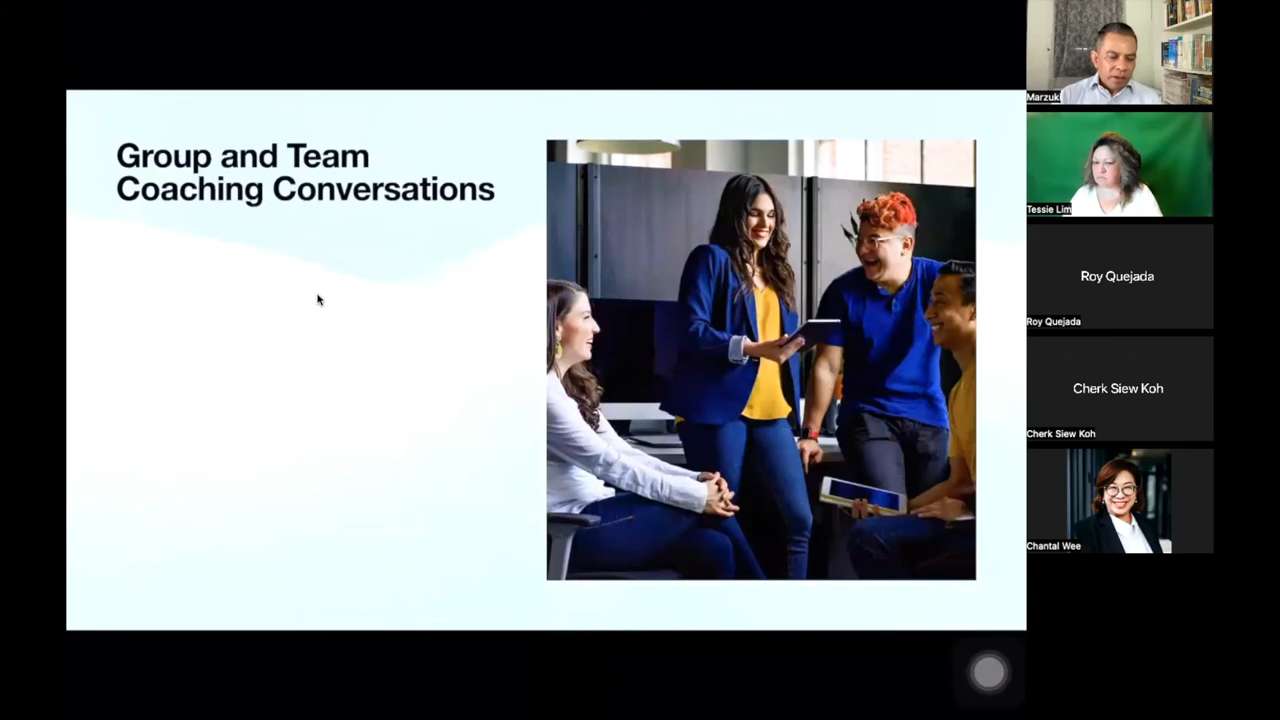 Group and Team
Coaching Conversations
Marzuki
Tessie Lim
Roy Quejada
Roy Quejada
Cherk Siew Koh
Cherk Siew Koh
Chantal Wee